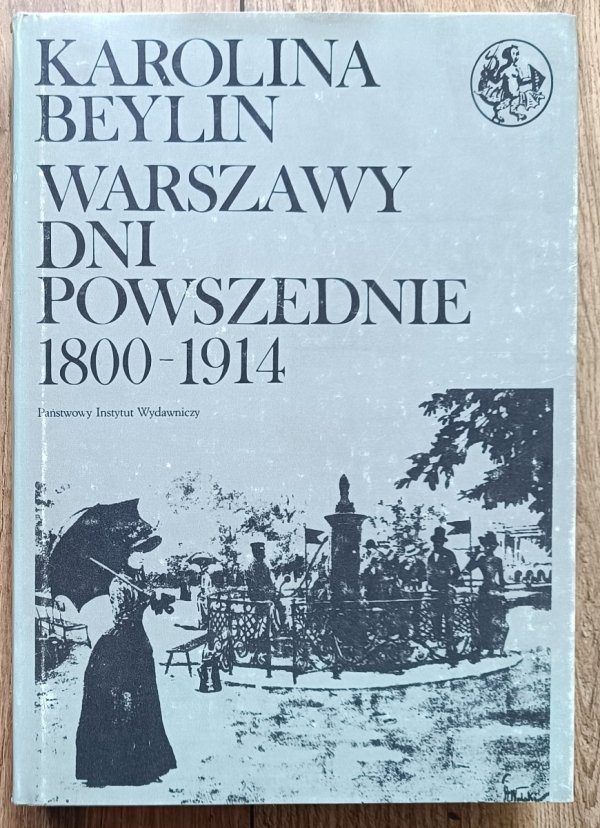 KAROLINA
BEYLIN
WARSZAWY
DNI
POWSZEDNIE
1800-1914
Państwowy Instytut Wydawniczy